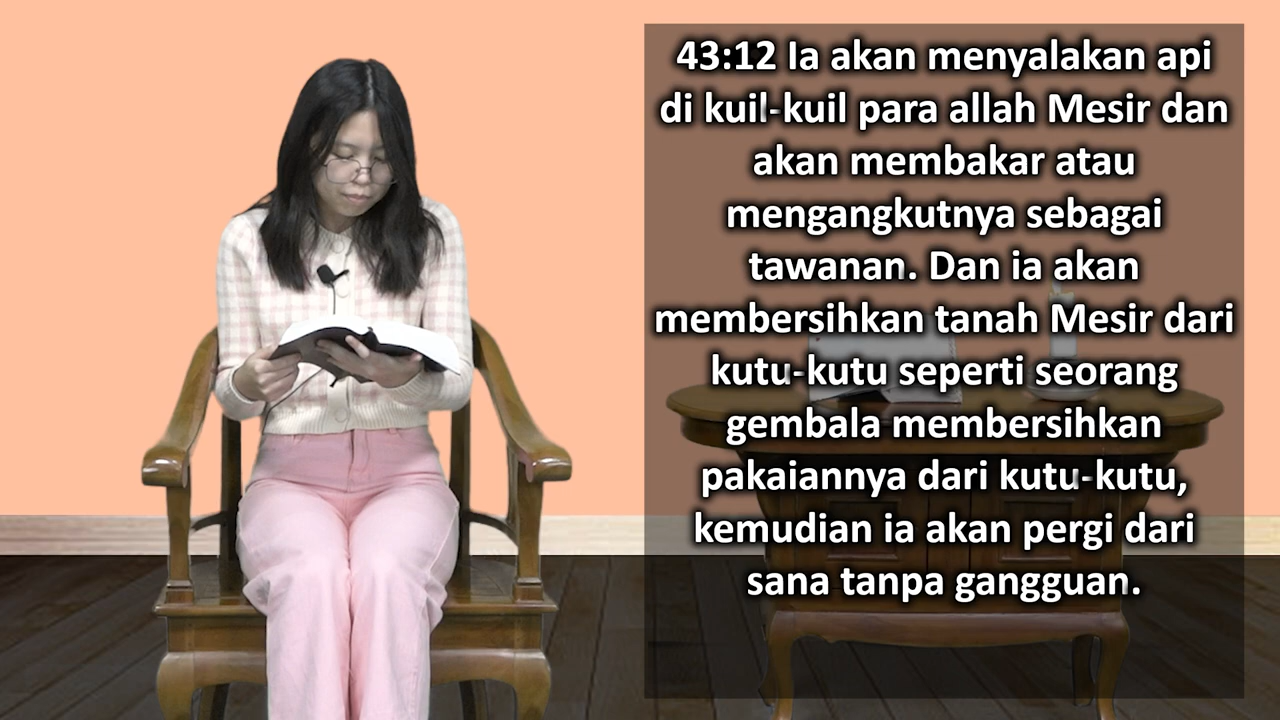 43:12 Ia akan menyalakan api
di kuil-kuil para allah Mesir dan
akan membakar atau
mengangkutnya sebagai
tawanan. Dan ia akan
membersihkan tanah Mesir dari
kutu-kutu seperti seorang
gembala membersihkan
pakaiannya dari kutu-kutu,
kemudian ia akan pergi dari
sana tanpa gangguan.